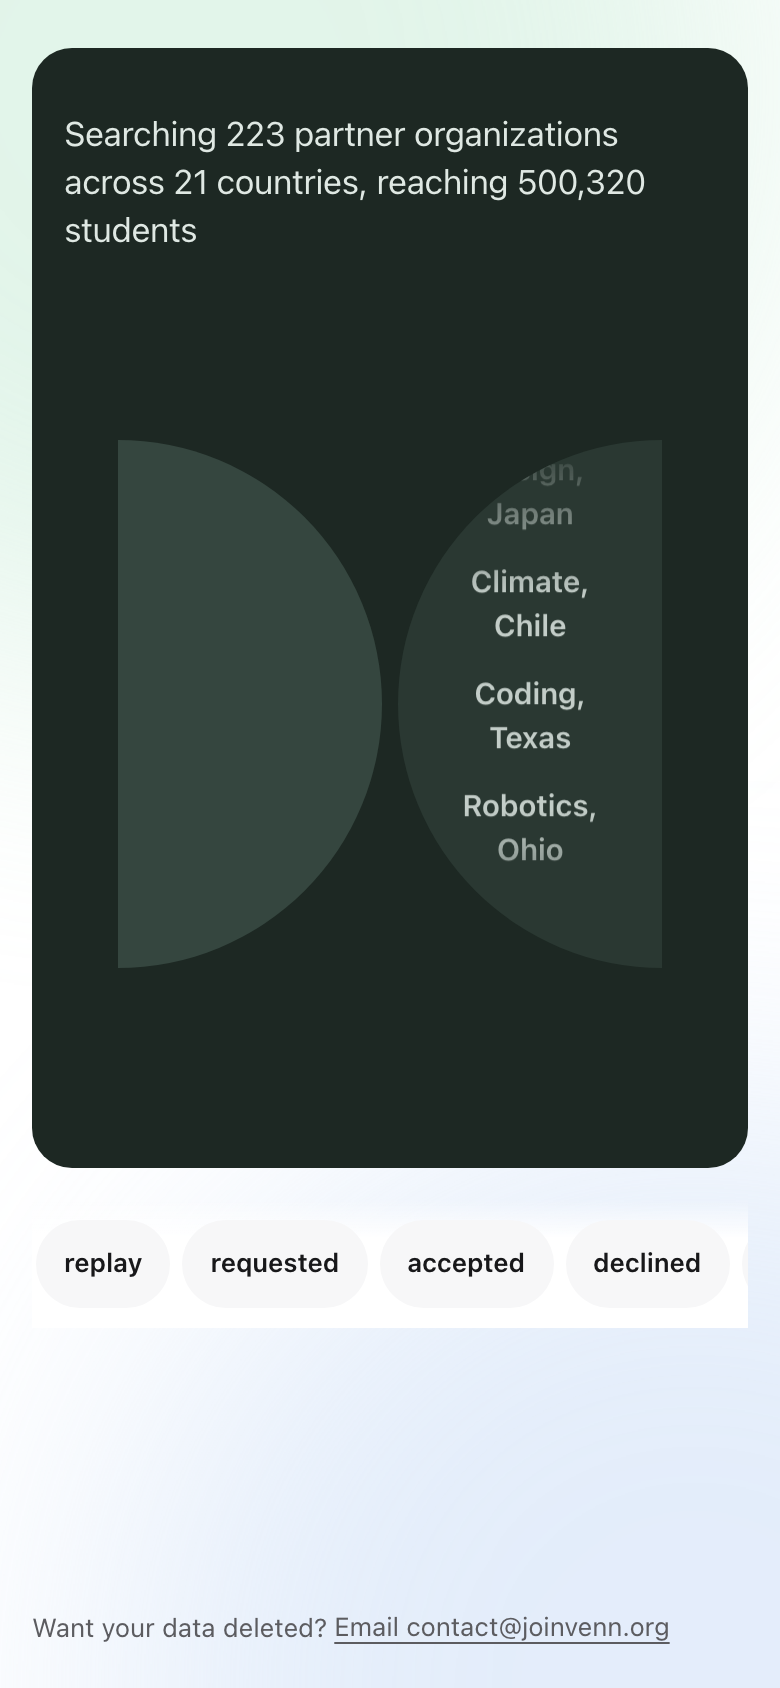 Searching 223 partner organizations
across 21 countries, reaching 500,320
students
Japan
Climate,
Chile
Coding,
Texas
Robotics,
Ohio
replay
requested
accepted
declined
Want your data deleted? Email contact@joinvenn.org